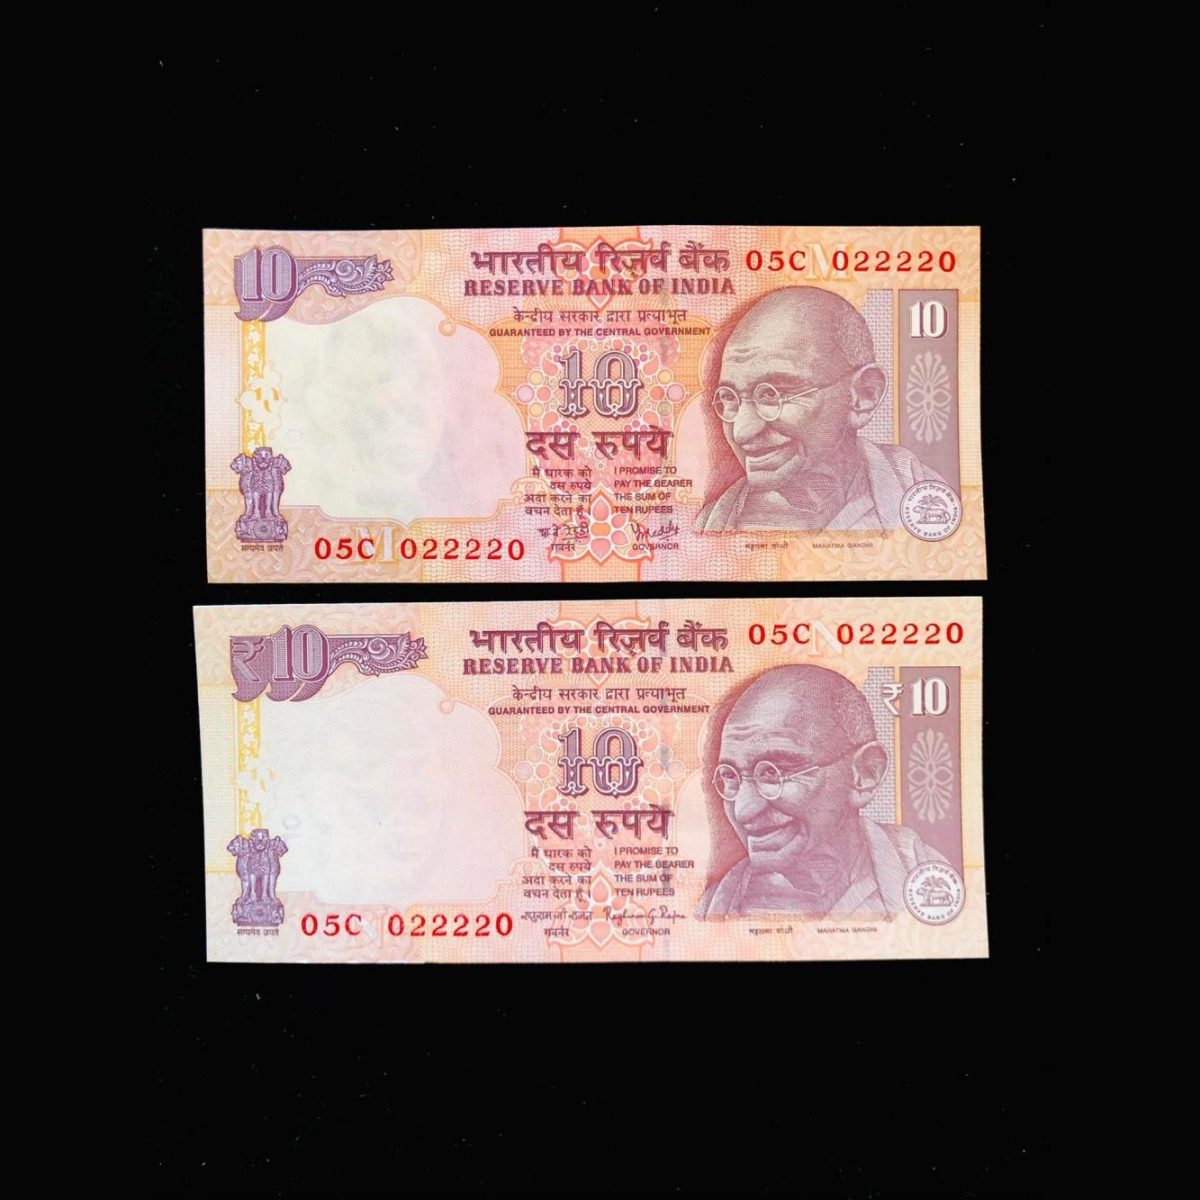 10
भारतीय रिज़र्व बैंक
RESERVE BANK OF INDIA
05C 022220
M
केन्द्रीय सरकार द्वारा प्रत्याभूत
GUARANTEED BY THE CENTRAL GOVERNMENT
10
10
दस रुपये
मैं धारक को
दस रुपये
अदा करने का
वचन देता हूँ।
I PROMISE TO
PAY THE BEARER
THE SUM OF
TEN RUPEES
गवर्नर
GOVERNOR
सत्यमेव जयते
05C 022220
M
महात्मा गांधी
MAHATMA GANDHI
₹10
भारतीय रिज़र्व बैंक
RESERVE BANK OF INDIA
05C 022220
N
केन्द्रीय सरकार द्वारा प्रत्याभूत
GUARANTEED BY THE CENTRAL GOVERNMENT
10
₹10
दस रुपये
मैं धारक को
दस रुपये
अदा करने का
वचन देता हूँ।
I PROMISE TO
PAY THE BEARER
THE SUM OF
TEN RUPEES
रघुराम जी. राजन
Raghuram G. Rajan
गवर्नर
GOVERNOR
सत्यमेव जयते
05C 022220
महात्मा गांधी
MAHATMA GANDHI